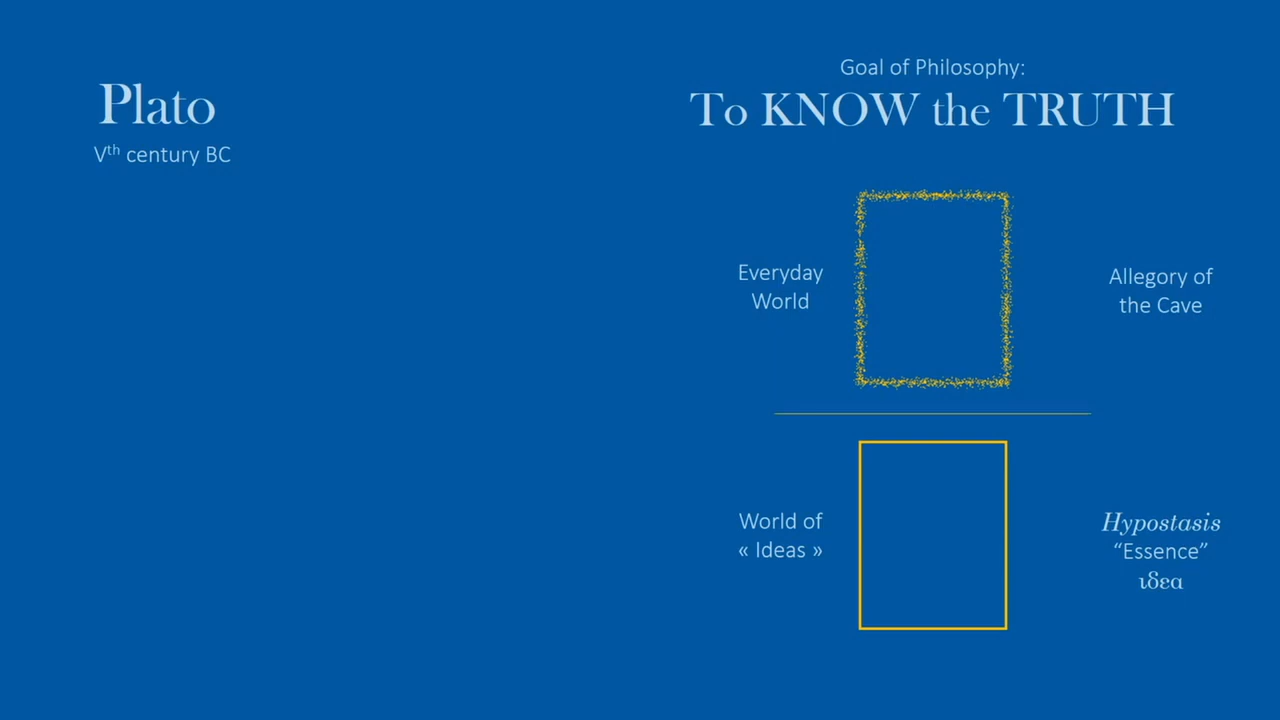 Plato
Vth century BC
Goal of Philosophy:
To KNOW the TRUTH
Everyday
World
Allegory of
the Cave
World of
« Ideas »
Hypostasis
“Essence”
ιδεα